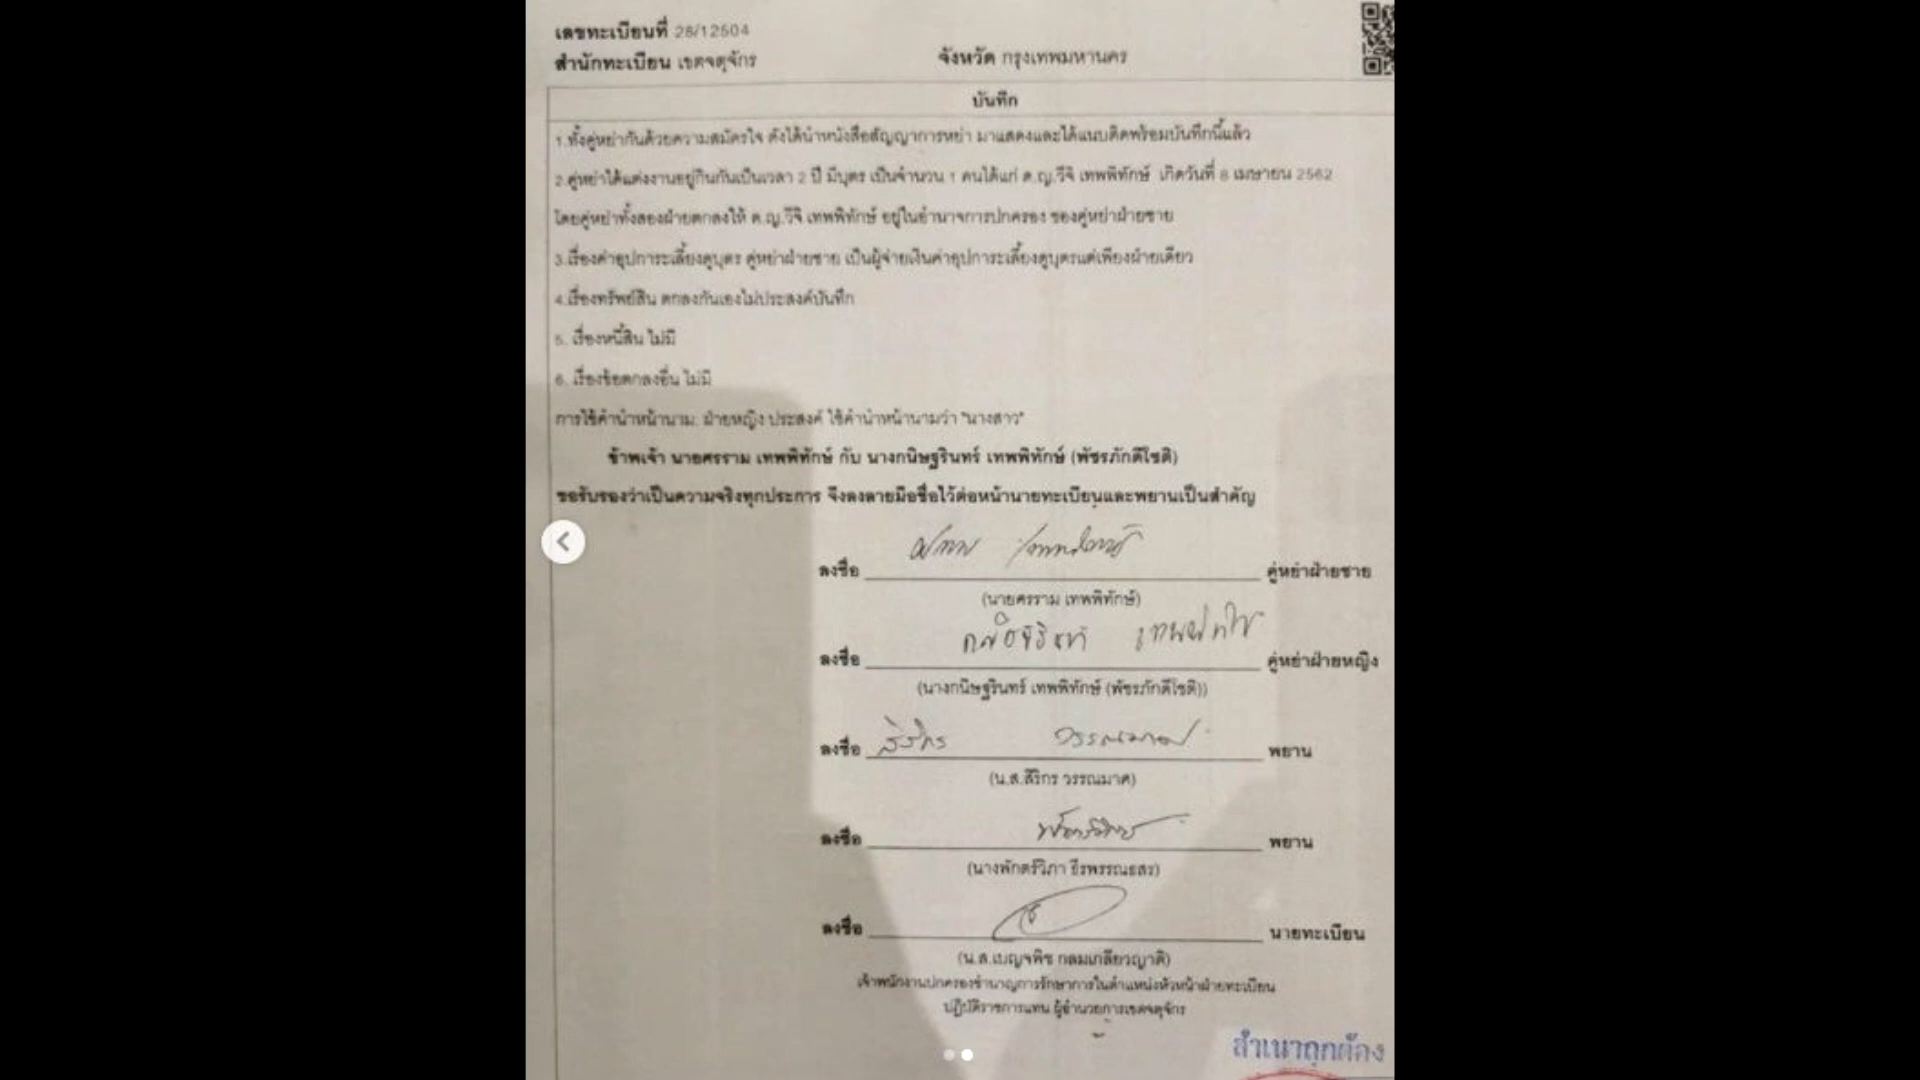 เลขทะเบียนที่ 28/12504
สำนักทะเบียน เขตจตุจักร จังหวัด กรุงเทพมหานคร
บันทึก
1.ทั้งคู่หย่ากันด้วยความสมัครใจ ดังได้นำหนังสือสัญญาการหย่า มาแสดงและได้แนบติดพร้อมบันทึกนี้แล้ว
2.คู่หย่าได้แต่งงานอยู่กินกันเป็นเวลา 2 ปี มีบุตร เป็นจำนวน 1 คนได้แก่ ด.ญ.วีจิ เทพพิทักษ์ เกิดวันที่ 8 เมษายน 2562
โดยคู่หย่าทั้งสองฝ่ายตกลงให้ ด.ญ.วีจิ เทพพิทักษ์ อยู่ในอำนาจการปกครอง ของคู่หย่าฝ่ายชาย
3.เรื่องค่าอุปการะเลี้ยงดูบุตร คู่หย่าฝ่ายชาย เป็นผู้จ่ายเงินค่าอุปการะเลี้ยงดูบุตรแต่เพียงฝ่ายเดียว
4.เรื่องทรัพย์สิน ตกลงกันเองไม่ประสงค์บันทึก
5. เรื่องหนี้สิน ไม่มี
6. เรื่องข้อตกลงอื่น ไม่มี
การใช้คำนำหน้านาม: ฝ่ายหญิง ประสงค์ ใช้คำนำหน้านามว่า "นางสาว"
ข้าพเจ้า นายศรราม เทพพิทักษ์ กับ นางกนิษฐรินทร์ เทพพิทักษ์ (พัชรภักดีโชติ)
ขอรับรองว่าเป็นความจริงทุกประการ จึงลงลายมือชื่อไว้ต่อหน้านายทะเบียนและพยานเป็นสำคัญ
ลงชื่อ คู่หย่าฝ่ายชาย
(นายศรราม เทพพิทักษ์)
ลงชื่อ กนิษฐรินทร์ เทพพิทักษ์ คู่หย่าฝ่ายหญิง
(นางกนิษฐรินทร์ เทพพิทักษ์ (พัชรภักดีโชติ))
ลงชื่อ สิริกร วรรณมาศ พยาน
(น.ส.สิริกร วรรณมาศ)
ลงชื่อ พยาน
(นางพักตร์วิภา ธีรพรรณธสร)
ลงชื่อ นายทะเบียน
(น.ส.เบญจพิช กลมเกลียวญาติ)
เจ้าพนักงานปกครองชำนาญการรักษาการในตำแหน่งหัวหน้าฝ่ายทะเบียน
ปฏิบัติราชการแทน ผู้อำนวยการเขตจตุจักร
สำเนาถูกต้อง